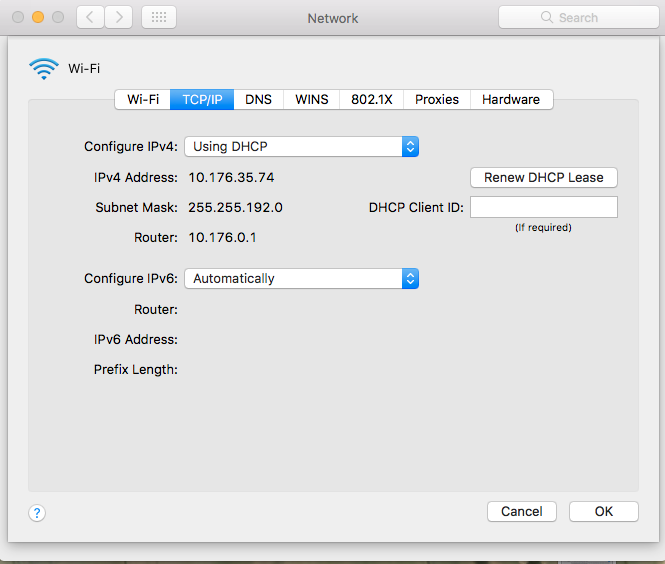 Network
Search
Wi-Fi
Wi-Fi TCP/IP DNS WINS 802.1X Proxies Hardware
Configure IPv4: Using DHCP
IPv4 Address: 10.176.35.74 Renew DHCP Lease
Subnet Mask: 255.255.192.0 DHCP Client ID:
(If required)
Router: 10.176.0.1
Configure IPv6: Automatically
Router:
IPv6 Address:
Prefix Length:
? Cancel OK